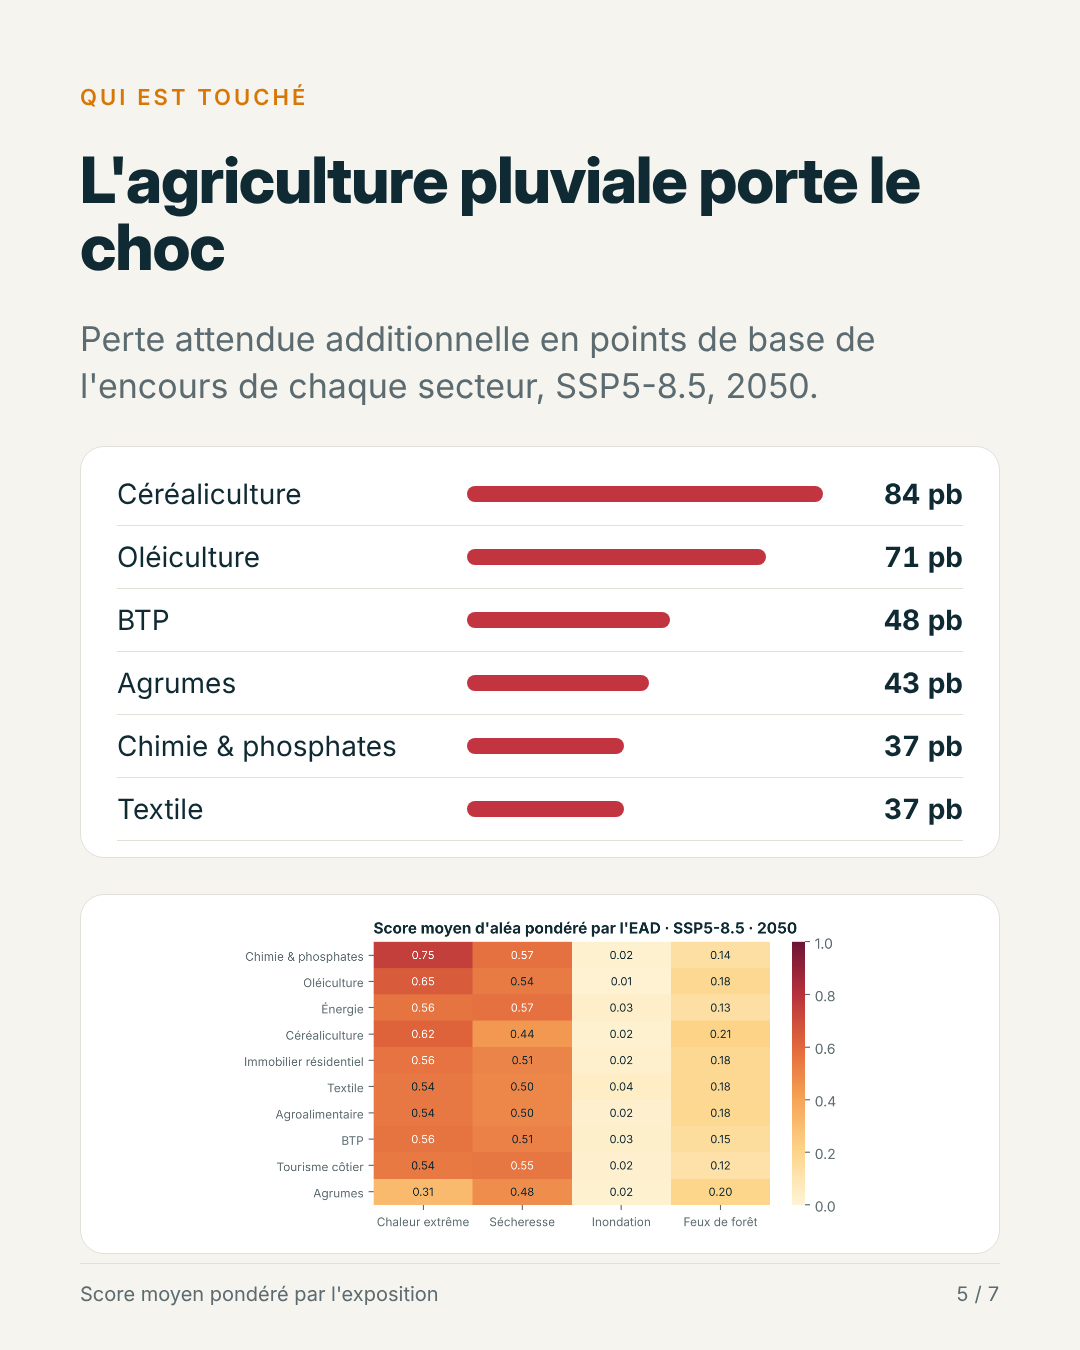 QUI EST TOUCHÉ
L'agriculture pluviale porte le
choc
Perte attendue additionnelle en points de base de
l'encours de chaque secteur, SSP5-8.5, 2050.
Céréaliculture 84 pb
Oléiculture 71 pb
BTP 48 pb
Agrumes 43 pb
Chimie & phosphates 37 pb
Textile 37 pb
Score moyen d'aléa pondéré par l'EAD · SSP5-8.5 · 2050
Chimie & phosphates 0.75 0.57 0.02 0.14
Oléiculture 0.65 0.54 0.01 0.18
Énergie 0.56 0.57 0.03 0.13
Céréaliculture 0.62 0.44 0.02 0.21
Immobilier résidentiel 0.56 0.51 0.02 0.18
Textile 0.54 0.50 0.04 0.18
Agroalimentaire 0.54 0.50 0.02 0.18
BTP 0.56 0.51 0.03 0.15
Tourisme côtier 0.54 0.55 0.02 0.12
Agrumes 0.31 0.48 0.02 0.20
Chaleur extrême Sécheresse Inondation Feux de forêt
1.0
0.8
0.6
0.4
0.2
0.0
Score moyen pondéré par l'exposition 5 / 7